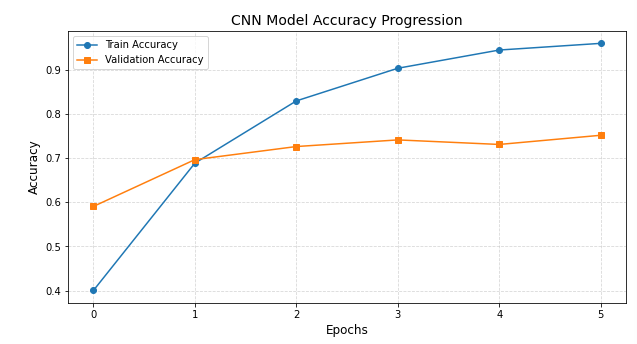 CNN Model Accuracy Progression
Train Accuracy
Validation Accuracy
Accuracy
0.9
0.8
0.7
0.6
0.5
0.4
0 1 2 3 4 5
Epochs